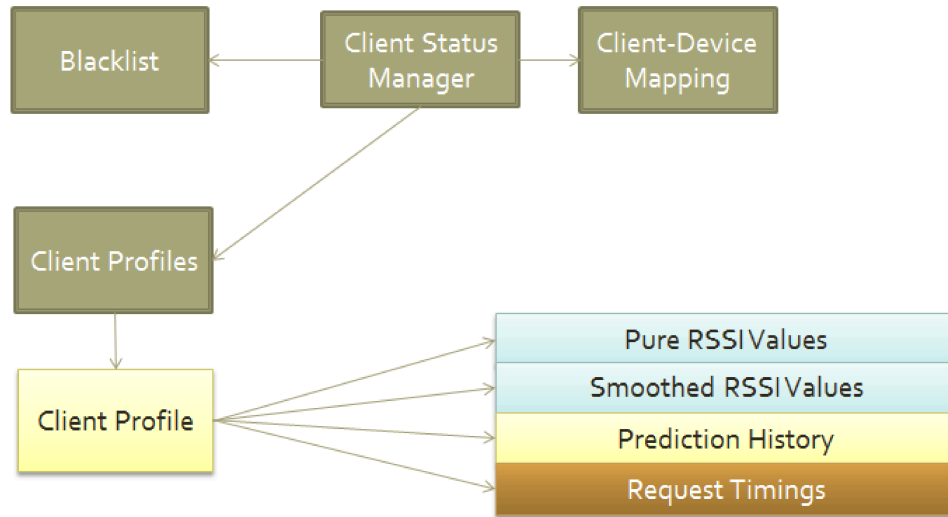 Blacklist
Client Status
Manager
Client-Device
Mapping
Client Profiles
Client Profile
Pure RSSI Values
Smoothed RSSI Values
Prediction History
Request Timings